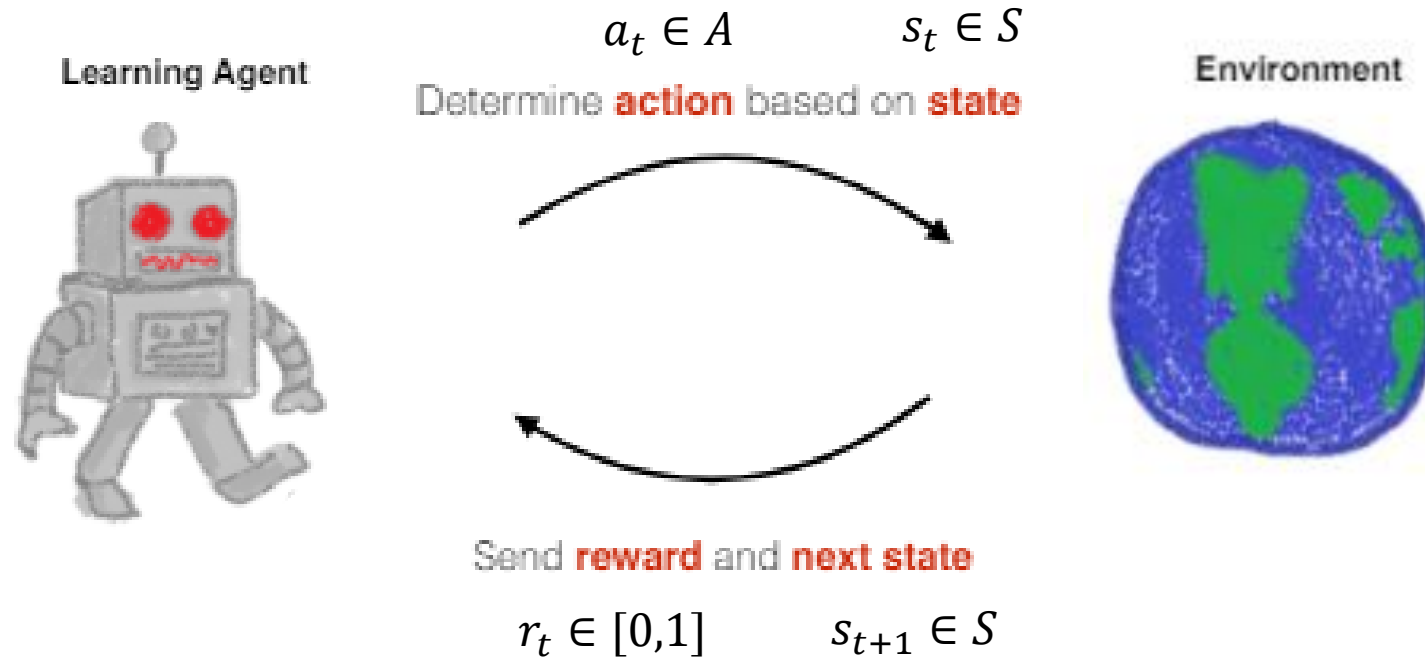 a_t ∈ A s_t ∈ S
Learning Agent
Environment
Determine action based on state
Send reward and next state
r_t ∈ [0,1] s_{t+1} ∈ S